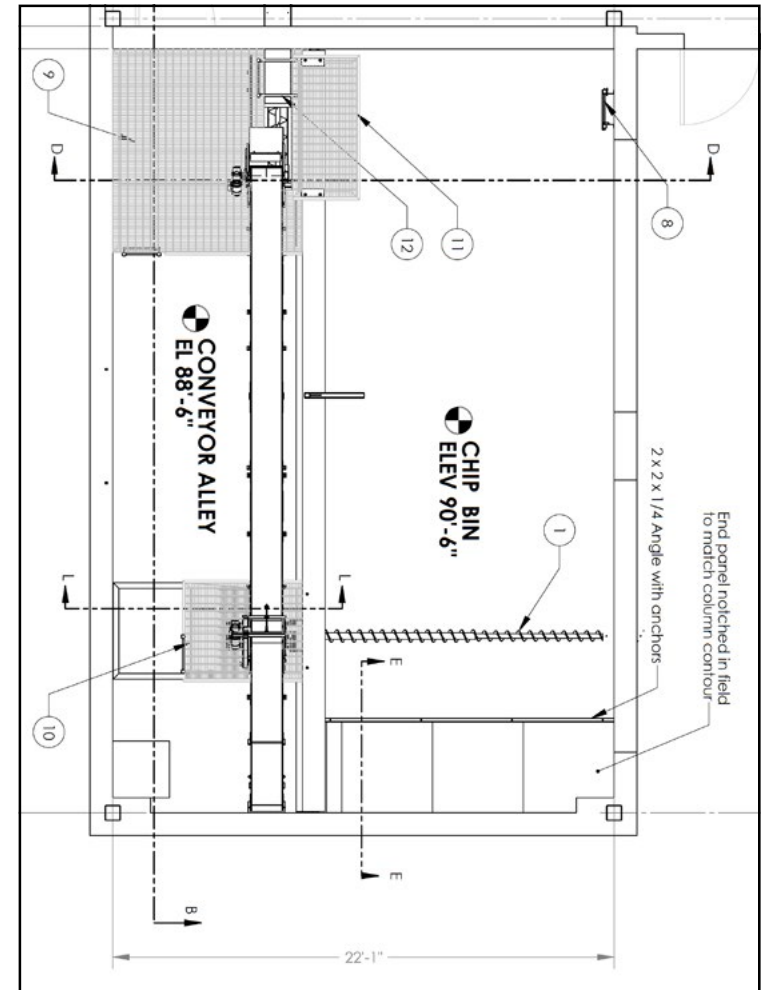 9
D
D
8
12
11
CONVEYOR ALLEY
EL 88'-6"
CHIP BIN
ELEV 90'-6"
2 x 2 x 1/4 Angle with anchors
End panel notched in field
to match column contour
1
L
L
E
10
E
B
22'-1"